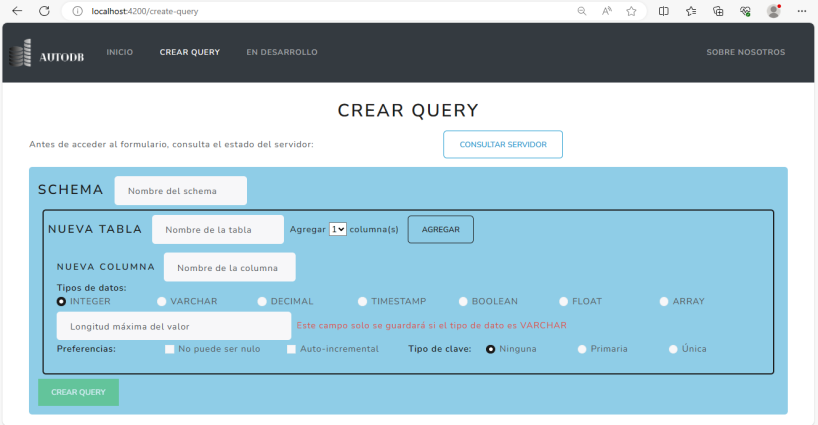 localhost:4200/create-query
AUTODB INICIO CREAR QUERY EN DESARROLLO SOBRE NOSOTROS
CREAR QUERY
Antes de acceder al formulario, consulta el estado del servidor: CONSULTAR SERVIDOR
SCHEMA Nombre del schema
NUEVA TABLA Nombre de la tabla Agregar 1 columna(s) AGREGAR
NUEVA COLUMNA Nombre de la columna
Tipos de datos:
INTEGER VARCHAR DECIMAL TIMESTAMP BOOLEAN FLOAT ARRAY
Longitud máxima del valor Este campo solo se guardará si el tipo de dato es VARCHAR
Preferencias: No puede ser nulo Auto-incremental Tipo de clave: Ninguna Primaria Única
CREAR QUERY